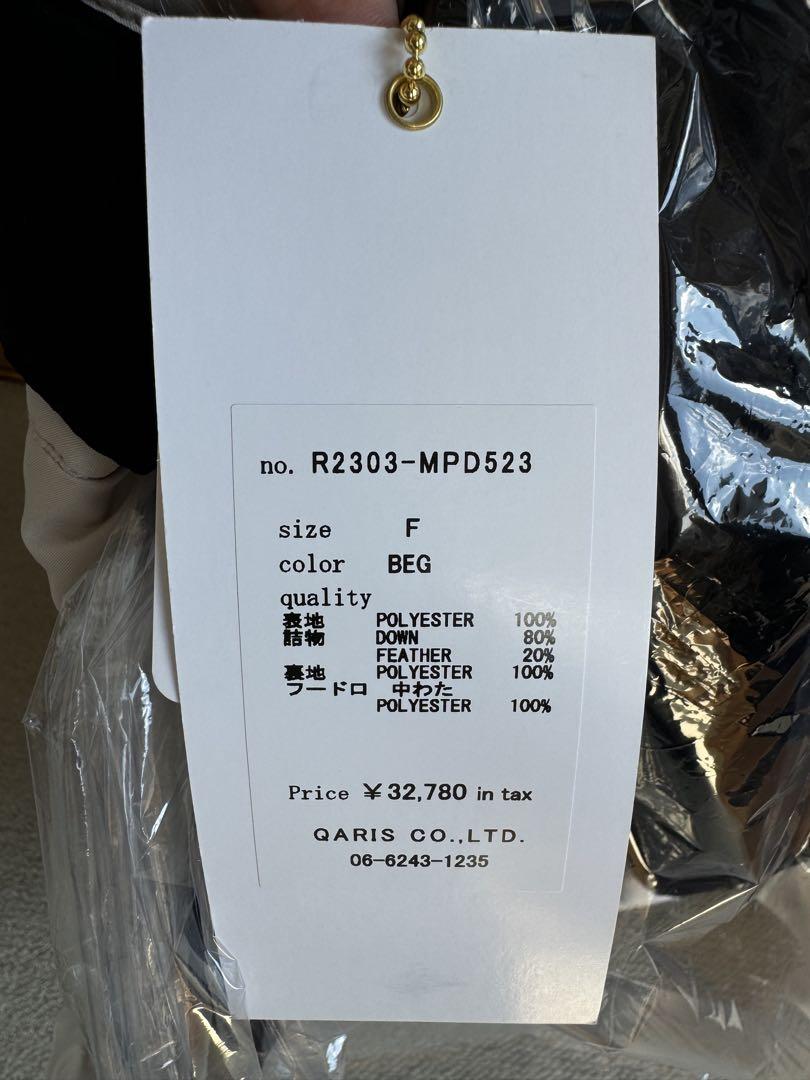 no. R2303-MPD523
size F
color BEG
quality
表地 POLYESTER 100%
詰物 DOWN 80%
FEATHER 20%
裏地 POLYESTER 100%
フードロ 中わた
POLYESTER 100%
Price ¥32,780 in tax
QARIS CO.,LTD.
06-6243-1235